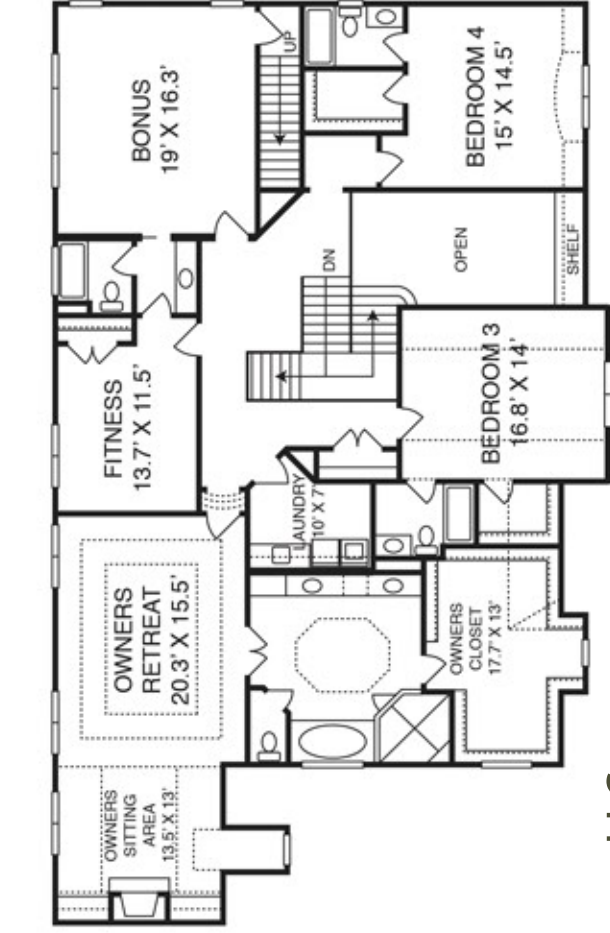 UP
BEDROOM 4
15' X 14.5'
BONUS
19' X 16.3'
DN
OPEN
SHELF
BEDROOM 3
16.8' X 14'
FITNESS
13.7' X 11.5'
LAUNDRY
10' X 7'
OWNERS
RETREAT
20.3' X 15.5'
OWNERS
CLOSET
17.7' X 13'
OWNERS
SITTING
AREA
13.5' X 13'